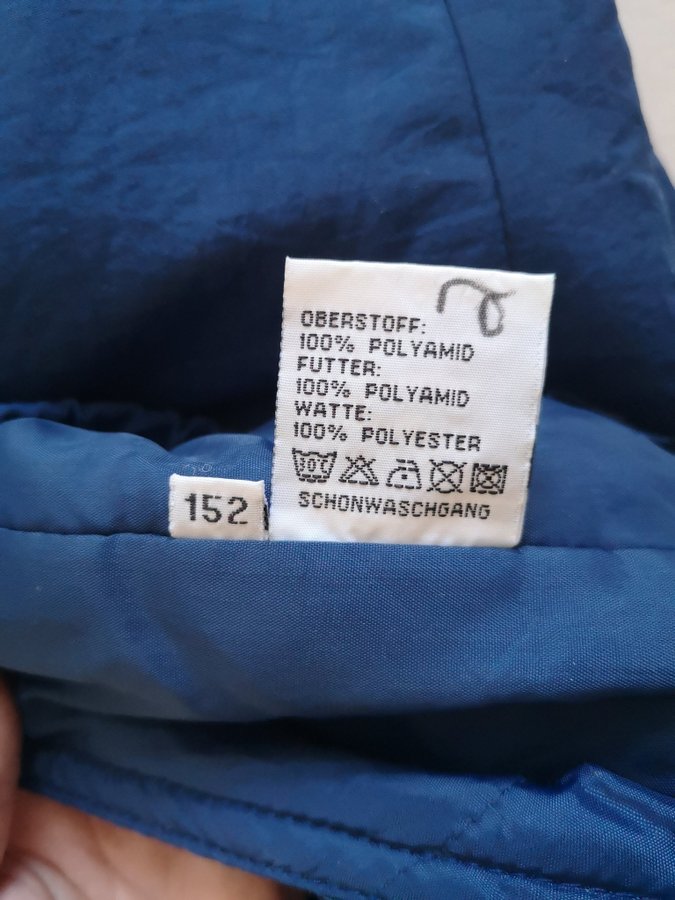 OBERSTOFF:
100% POLYAMID
FUTTER:
100% POLYAMID
WATTE:
100% POLYESTER
SCHONWASCHGANG
152